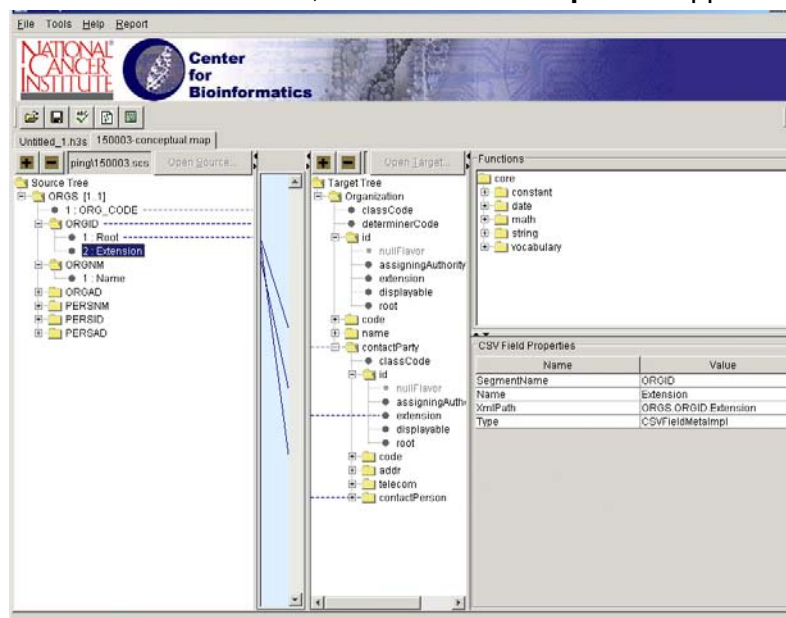 File Tools Help Report
NATIONAL
CANCER
INSTITUTE
Center
for
Bioinformatics
Untitled_1.h3s 150003-conceptual map
ping\150003.scs Open Source... Open Target... Functions
Source Tree
ORGS [1..1]
1 : ORG_CODE
ORGID
1 : Root
2 : Extension
ORGNM
1 : Name
ORGAD
PERSNM
PERSID
PERSAD
Target Tree
Organization
classCode
determinerCode
id
nullFlavor
assigningAuthority
extension
displayable
root
code
name
contactParty
classCode
id
nullFlavor
assigningAuth
extension
displayable
root
code
addr
telecom
contactPerson
core
constant
date
math
string
vocabulary
CSV Field Properties
Name Value
SegmentName ORGID
Name Extension
XmlPath ORGS.ORGID.Extension
Type CSVFieldMetaImpl